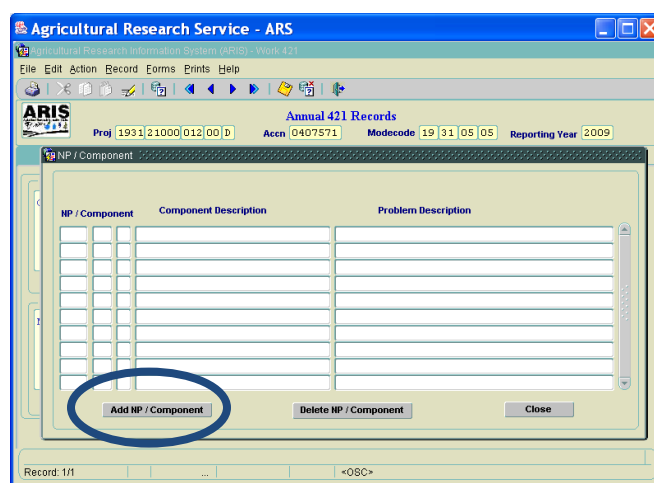 Agricultural Research Service - ARS
Agricultural Research Information System (ARIS) - Work 421
File Edit Action Record Forms Prints Help
ARIS
Annual 421 Records
Proj 1931 21000 012 00 D Accn 0407571 Modecode 19 31 05 05 Reporting Year 2009
NP / Component
NP / Component Component Description Problem Description
Add NP / Component Delete NP / Component Close
Record: 1/1 ... <OSC>